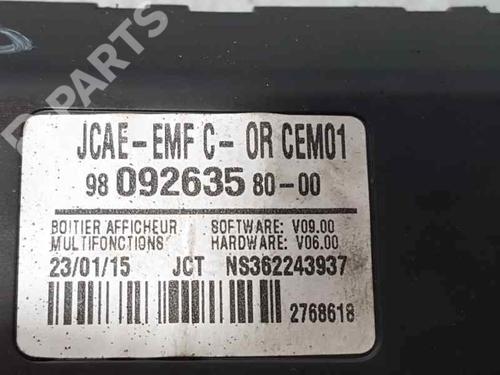 B-PARTS
JCAE-EMF C- OR CEM01
98 092635 80-00
BOITIER AFFICHEUR SOFTWARE: V09.00
MULTIFONCTIONS HARDWARE: V06.00
23/01/15 JCT NS362243937
2768618